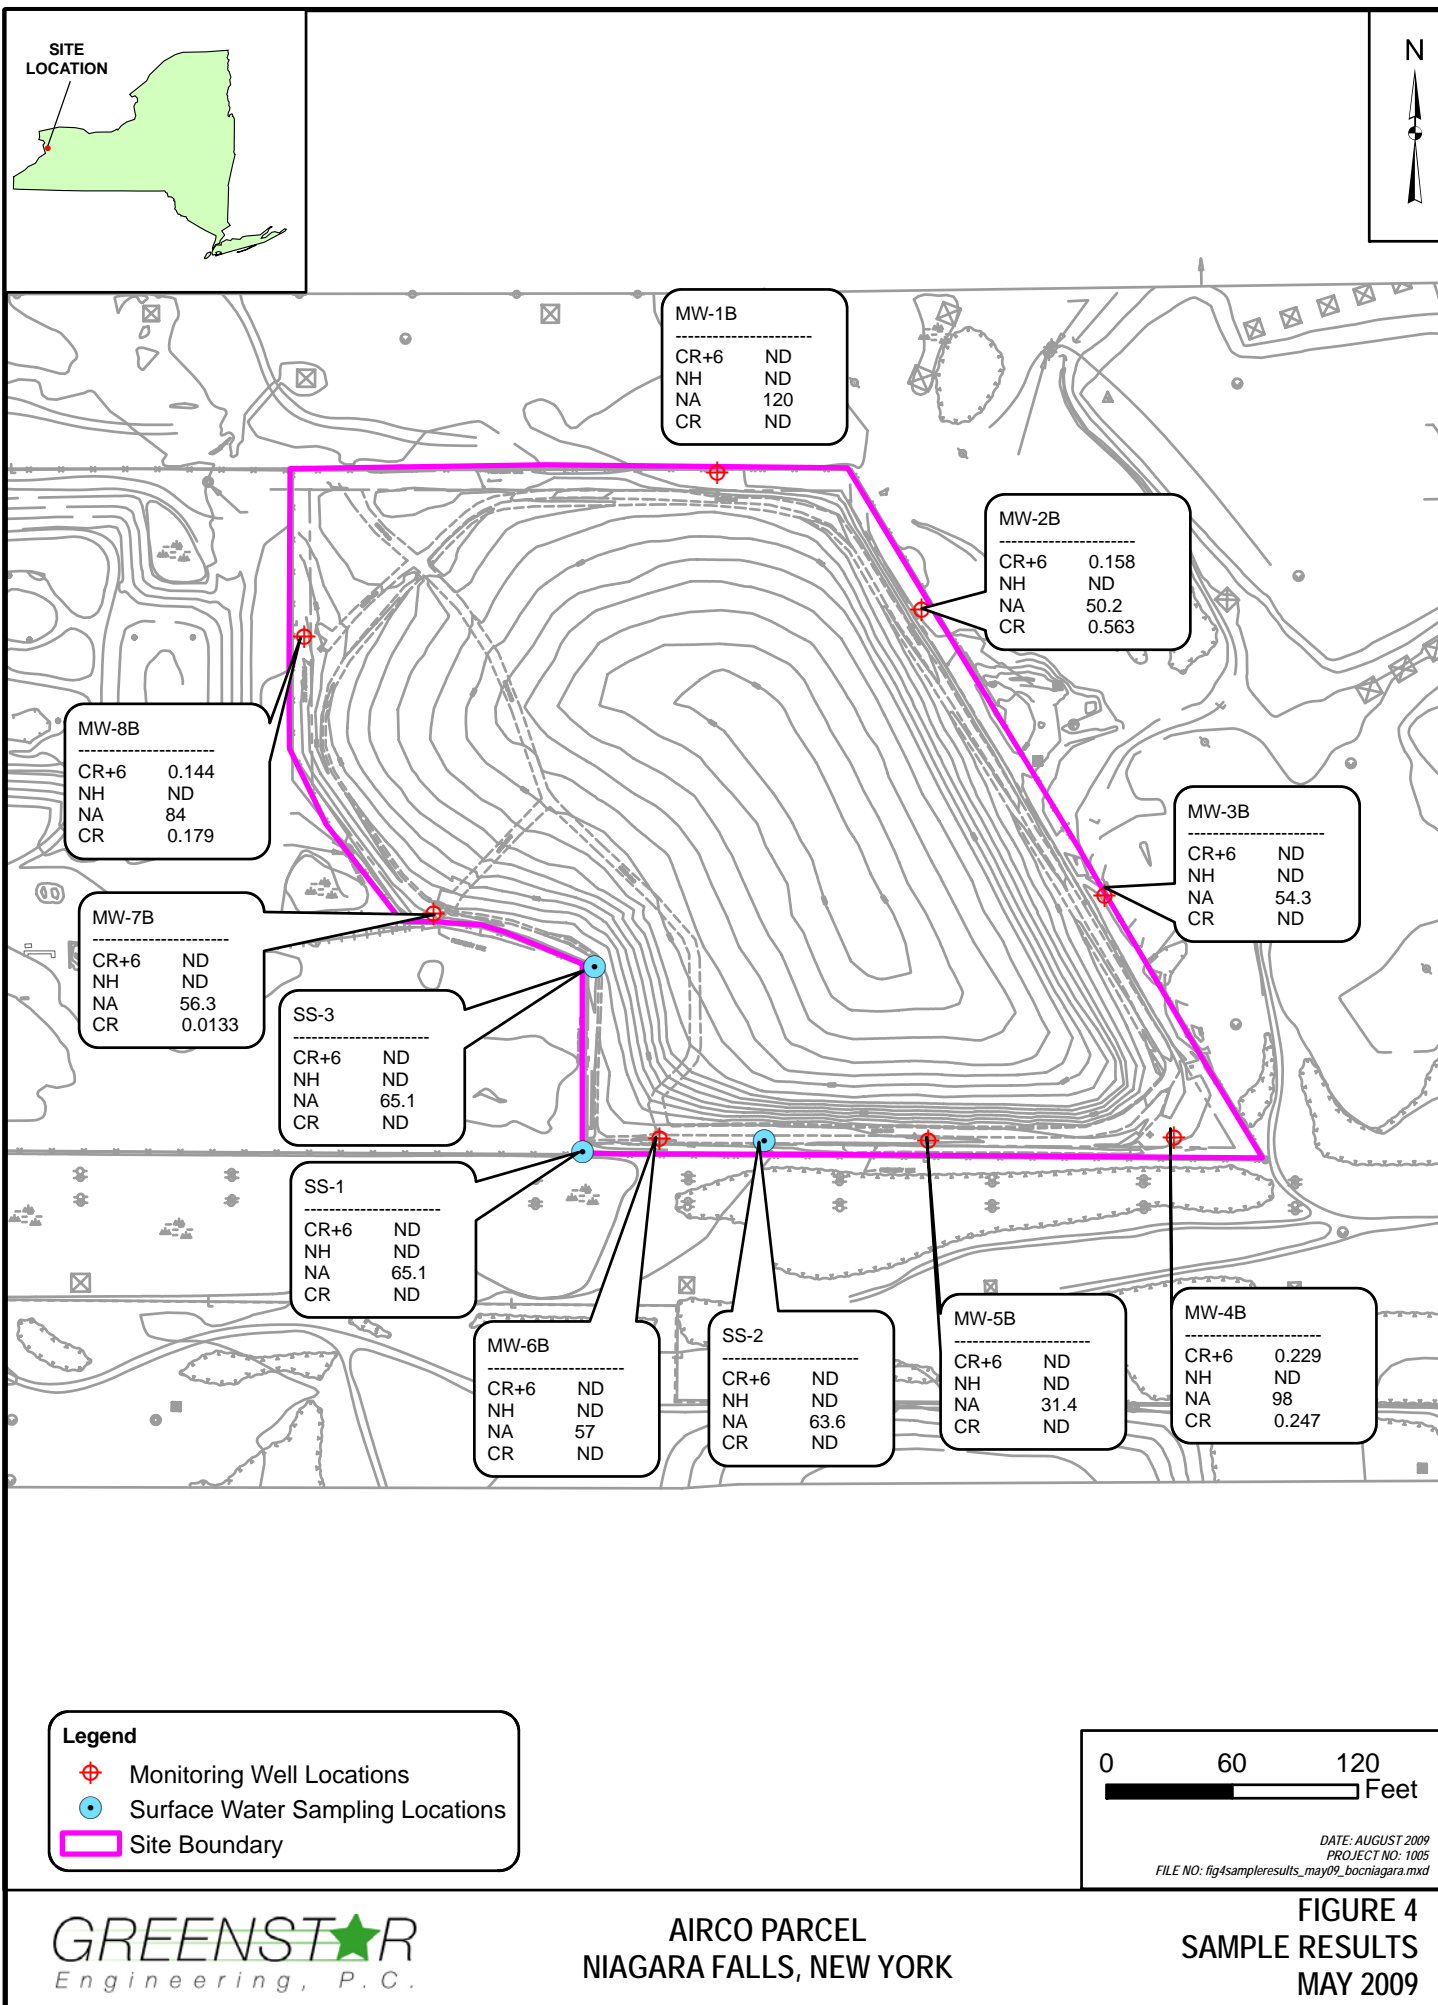 SITE
LOCATION
N
MW-1B
-----------------------
CR+6 ND
NH ND
NA 120
CR ND
MW-2B
-----------------------
CR+6 0.158
NH ND
NA 50.2
CR 0.563
MW-8B
-----------------------
CR+6 0.144
NH ND
NA 84
CR 0.179
MW-3B
-----------------------
CR+6 ND
NH ND
NA 54.3
CR ND
MW-7B
-----------------------
CR+6 ND
NH ND
NA 56.3
CR 0.0133
SS-3
-----------------------
CR+6 ND
NH ND
NA 65.1
CR ND
SS-1
-----------------------
CR+6 ND
NH ND
NA 65.1
CR ND
MW-6B
-----------------------
CR+6 ND
NH ND
NA 57
CR ND
SS-2
-----------------------
CR+6 ND
NH ND
NA 63.6
CR ND
MW-5B
-----------------------
CR+6 ND
NH ND
NA 31.4
CR ND
MW-4B
-----------------------
CR+6 0.229
NH ND
NA 98
CR 0.247
Legend
Monitoring Well Locations
Surface Water Sampling Locations
Site Boundary
0 60 120
Feet
DATE: AUGUST 2009
PROJECT NO: 1005
FILE NO: fig4sampleresults_may09_bocniagara.mxd
GREENSTAR
Engineering, P.C.
AIRCO PARCEL
NIAGARA FALLS, NEW YORK
FIGURE 4
SAMPLE RESULTS
MAY 2009